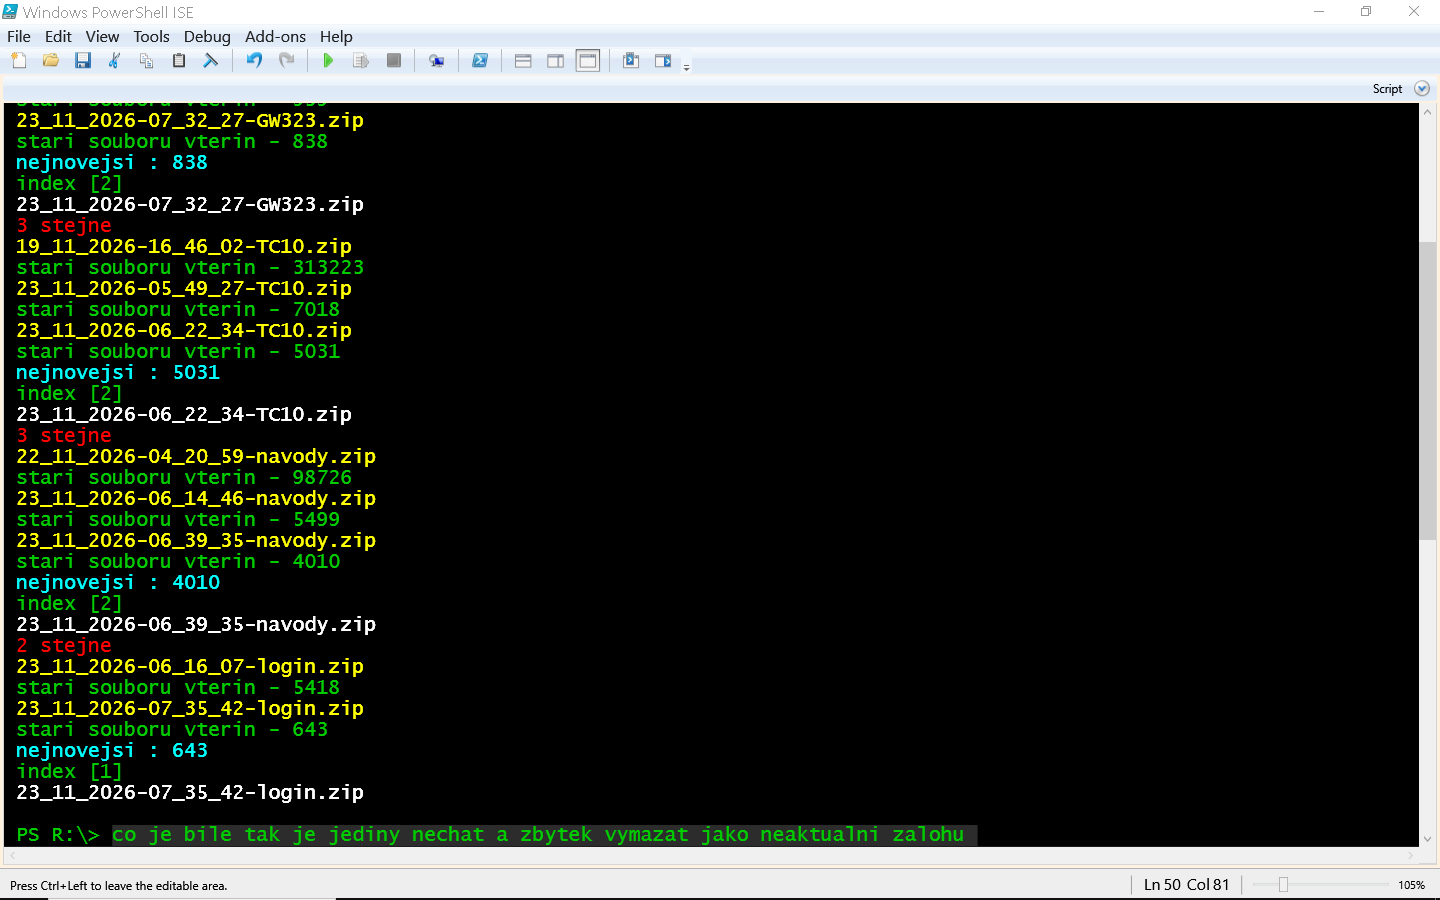 Windows PowerShell ISE
File Edit View Tools Debug Add-ons Help
Script
23_11_2026-07_32_27-GW323.zip
stari souboru vterin - 838
nejnovejsi : 838
index [2]
23_11_2026-07_32_27-GW323.zip
3 stejne
19_11_2026-16_46_02-TC10.zip
stari souboru vterin - 313223
23_11_2026-05_49_27-TC10.zip
stari souboru vterin - 7018
23_11_2026-06_22_34-TC10.zip
stari souboru vterin - 5031
nejnovejsi : 5031
index [2]
23_11_2026-06_22_34-TC10.zip
3 stejne
22_11_2026-04_20_59-navody.zip
stari souboru vterin - 98726
23_11_2026-06_14_46-navody.zip
stari souboru vterin - 5499
23_11_2026-06_39_35-navody.zip
stari souboru vterin - 4010
nejnovejsi : 4010
index [2]
23_11_2026-06_39_35-navody.zip
2 stejne
23_11_2026-06_16_07-login.zip
stari souboru vterin - 5418
23_11_2026-07_35_42-login.zip
stari souboru vterin - 643
nejnovejsi : 643
index [1]
23_11_2026-07_35_42-login.zip
PS R:\> co je bile tak je jediny nechat a zbytek vymazat jako neaktualni zalohu
Press Ctrl+Left to leave the editable area.
Ln 50 Col 81
105%